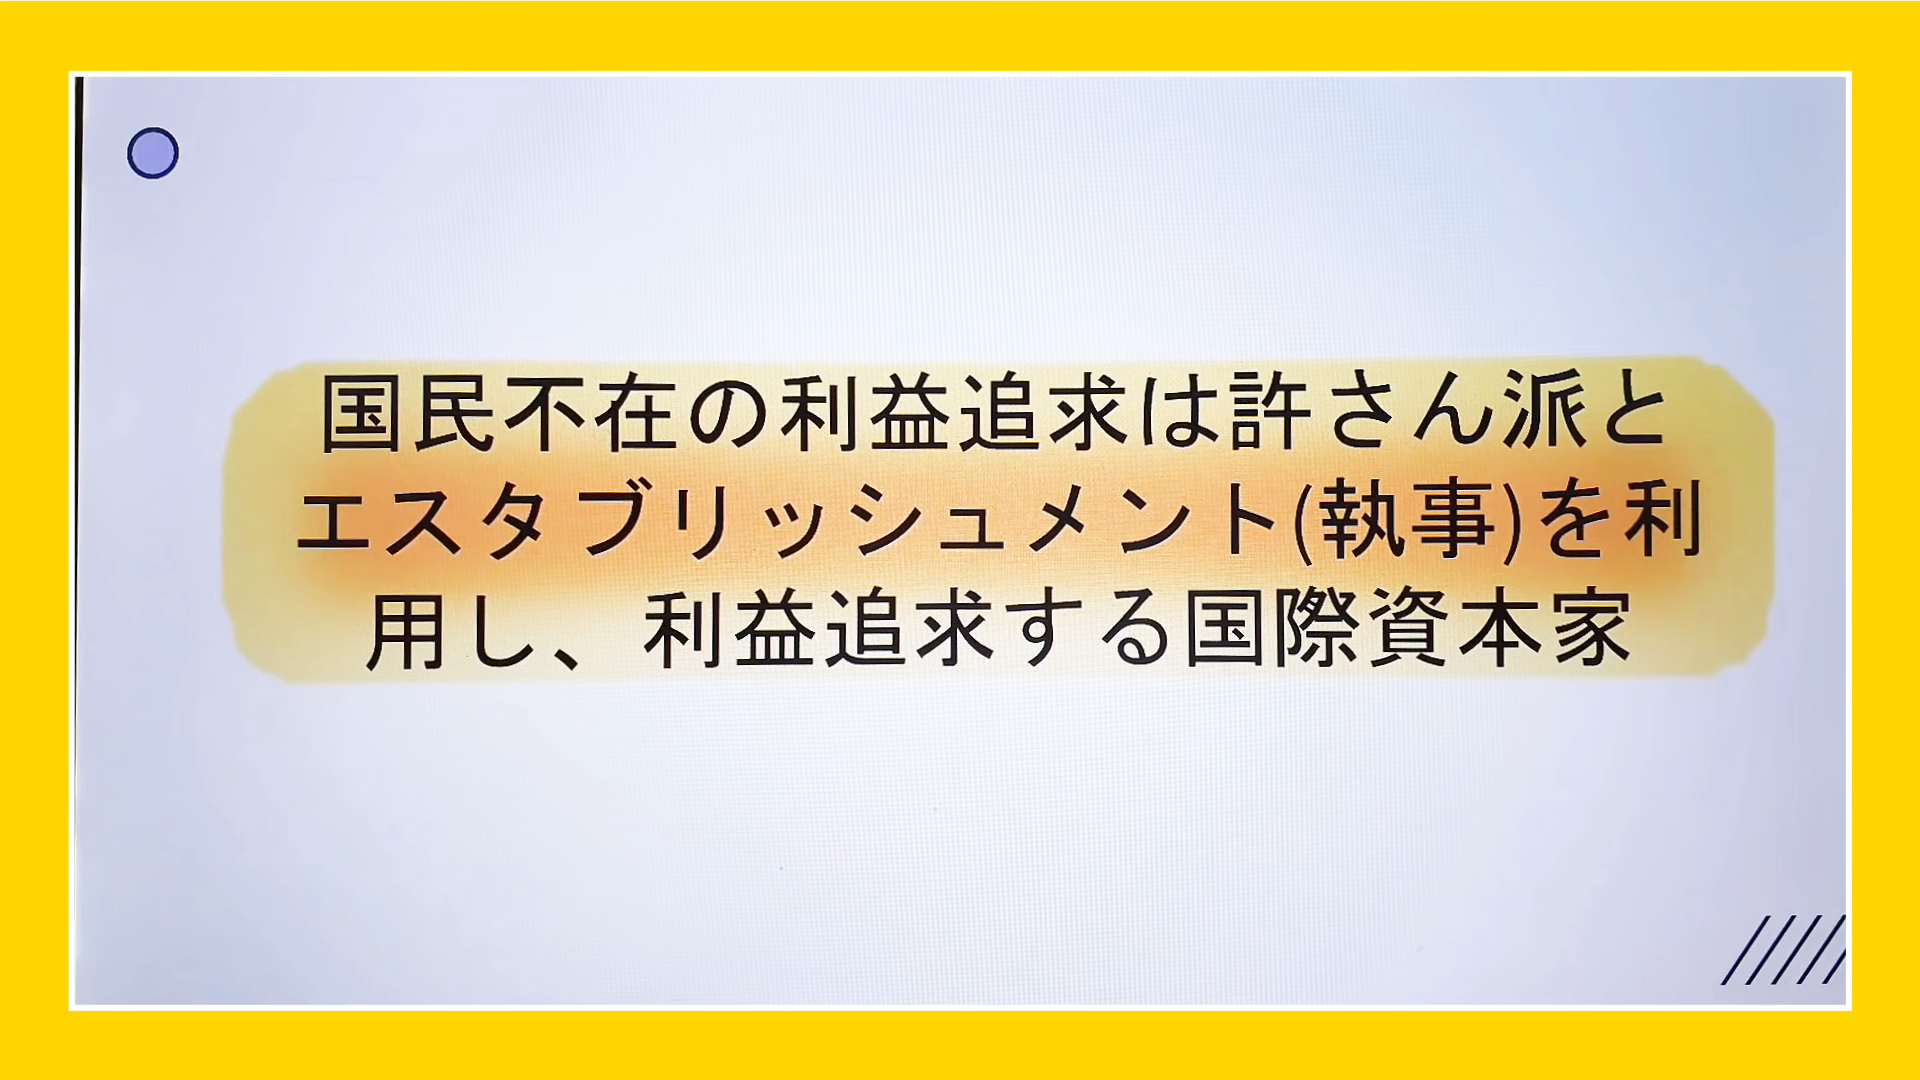 国民不在の利益追求は許さん派と
エスタブリッシュメント(執事)を利
用し、利益追求する国際資本家